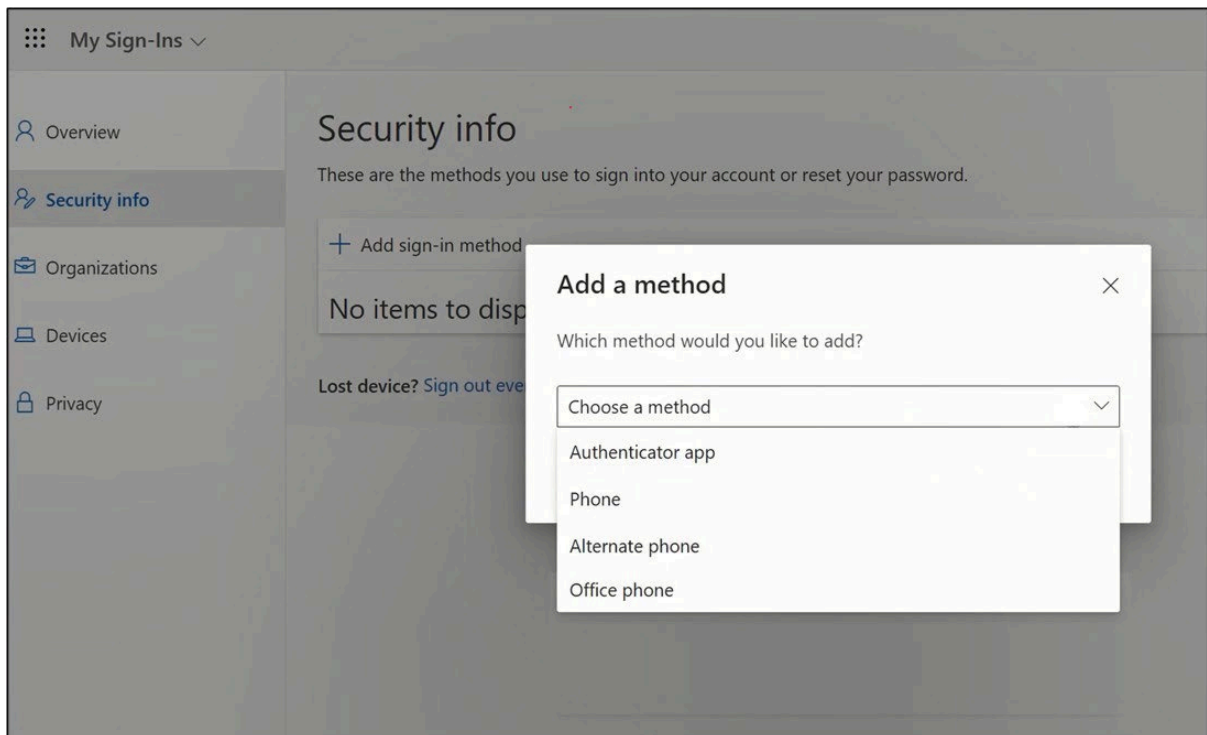 My Sign-Ins
Overview
Security info
Organizations
Devices
Privacy
Security info
These are the methods you use to sign into your account or reset your password.
Add sign-in method
No items to disp
Lost device? Sign out eve
Add a method
Which method would you like to add?
Choose a method
Authenticator app
Phone
Alternate phone
Office phone